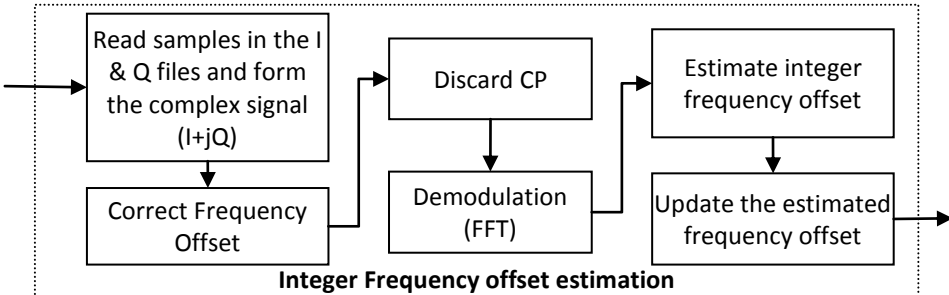 Read samples in the I
& Q files and form
the complex signal
(I+jQ)
Correct Frequency
Offset
Discard CP
Demodulation
(FFT)
Estimate integer
frequency offset
Update the estimated
frequency offset
Integer Frequency offset estimation